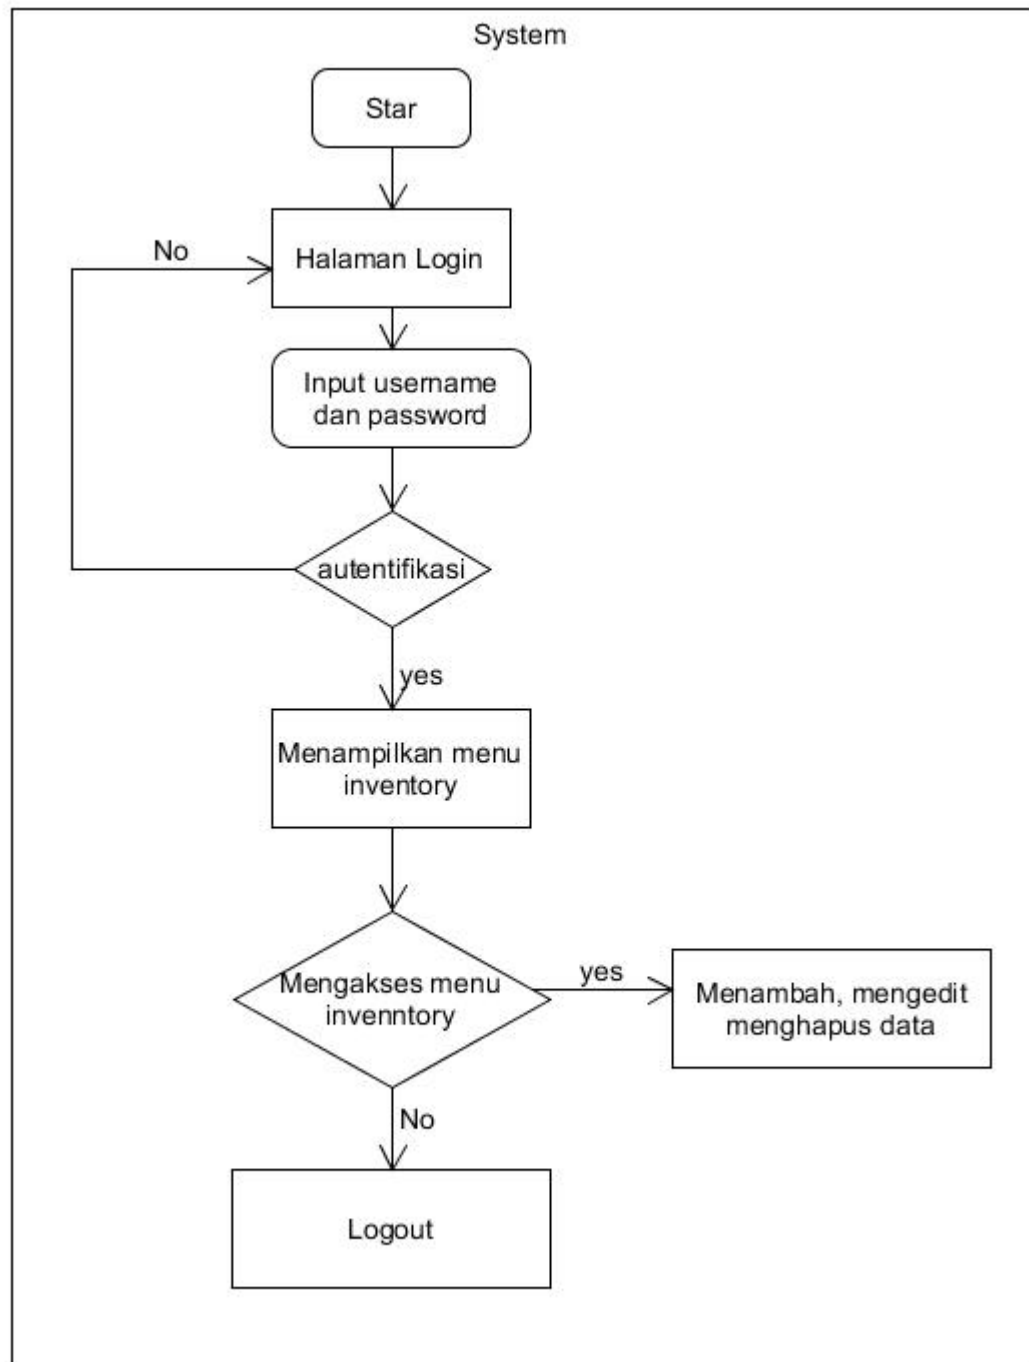 System
Star
No
Halaman Login
Input username
dan password
autentifikasi
yes
Menampilkan menu
inventory
Mengakses menu
invenntory
yes
Menambah, mengedit
menghapus data
No
Logout